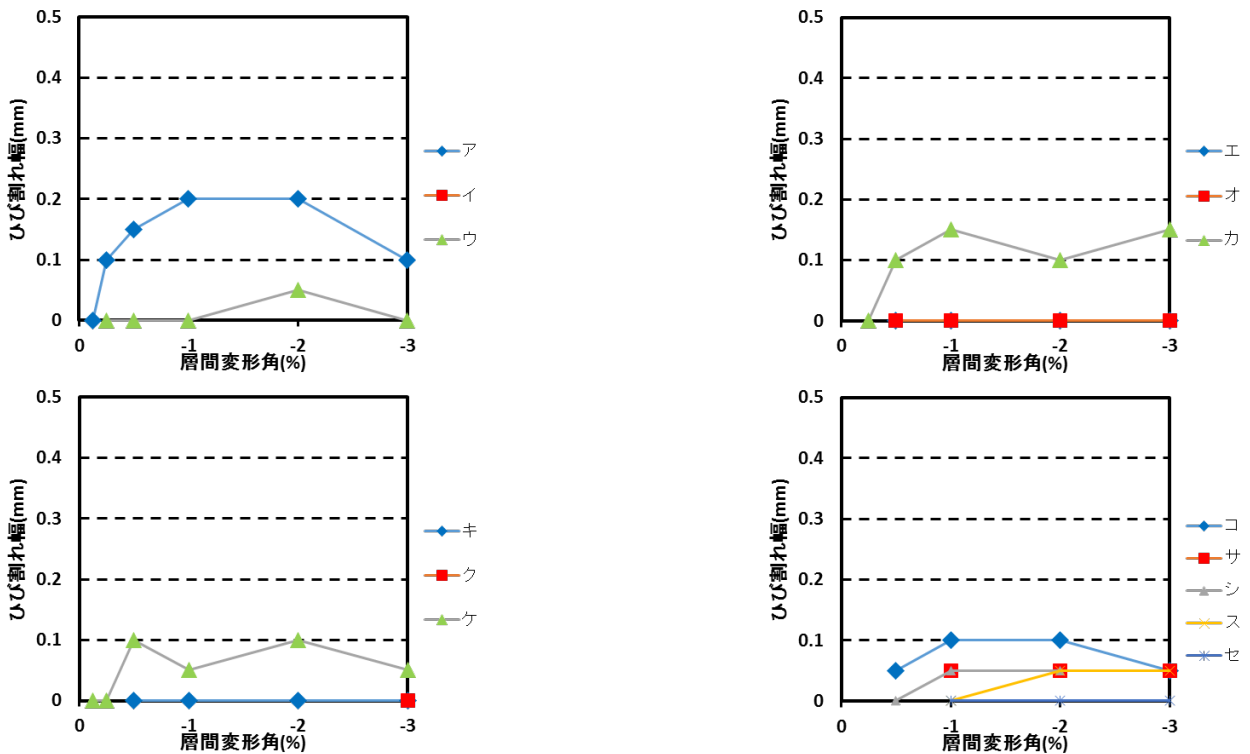 0.5
0.4
0.3
0.2
0.1
0
0 -1 -2 -3
ひび割れ幅(mm)
層間変形角(%)
ア
イ
ウ
0.5
0.4
0.3
0.2
0.1
0
0 -1 -2 -3
ひび割れ幅(mm)
層間変形角(%)
エ
オ
カ
0.5
0.4
0.3
0.2
0.1
0
0 -1 -2 -3
ひび割れ幅(mm)
層間変形角(%)
キ
ク
ケ
0.5
0.4
0.3
0.2
0.1
0
0 -1 -2 -3
ひび割れ幅(mm)
層間変形角(%)
コ
サ
シ
ス
セ